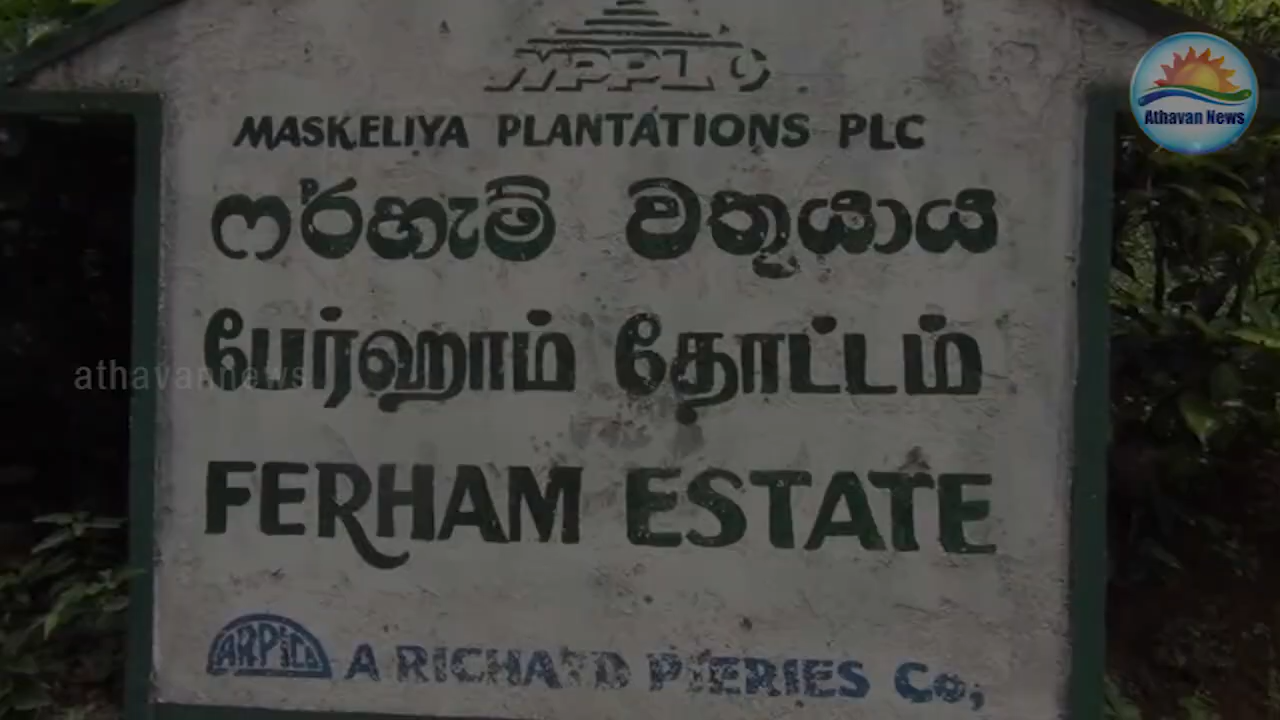 MPPLC
MASKELIYA PLANTATIONS PLC
ෆර්හැම් වතුයාය
பேர்ஹாம் தோட்டம்
FERHAM ESTATE
ARPICO A RICHARD PIERIES Co;
Athavan News
athavannews